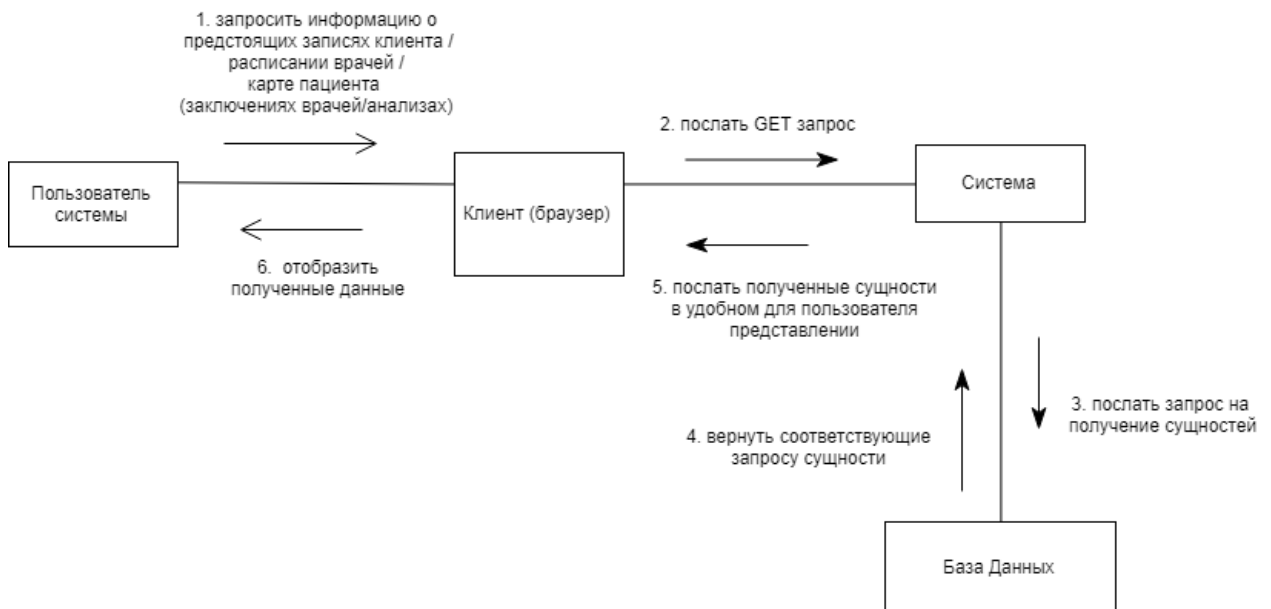 1. запросить информацию о
предстоящих записях клиента /
расписании врачей /
карте пациента
(заключениях врачей/анализах)
2. послать GET запрос
Пользователь
системы
Клиент (браузер)
Система
6. отобразить
полученные данные
5. послать полученные сущности
в удобном для пользователя
представлении
3. послать запрос на
получение сущностей
4. вернуть соответствующие
запросу сущности
База Данных